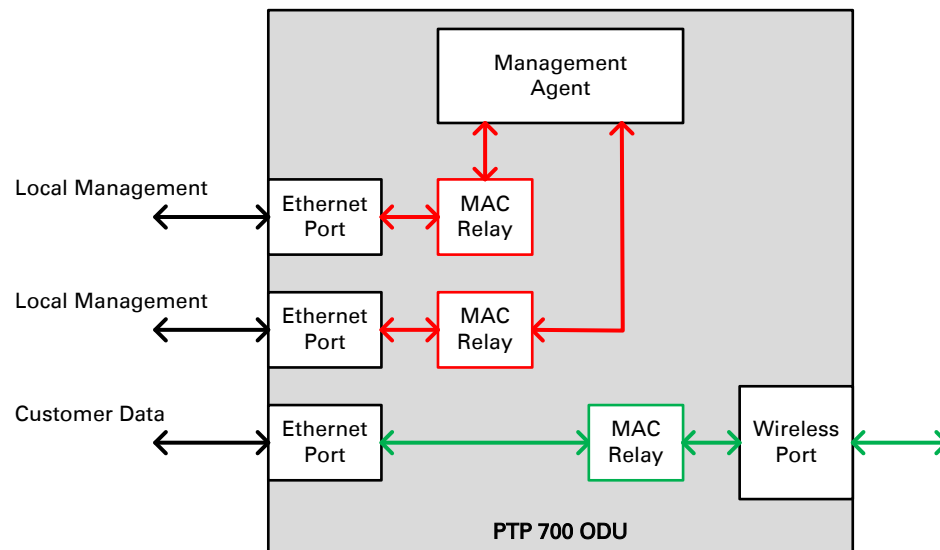 Management
Agent
Local Management
Ethernet
Port
MAC
Relay
Local Management
Ethernet
Port
MAC
Relay
Customer Data
Ethernet
Port
MAC
Relay
Wireless
Port
PTP 700 ODU